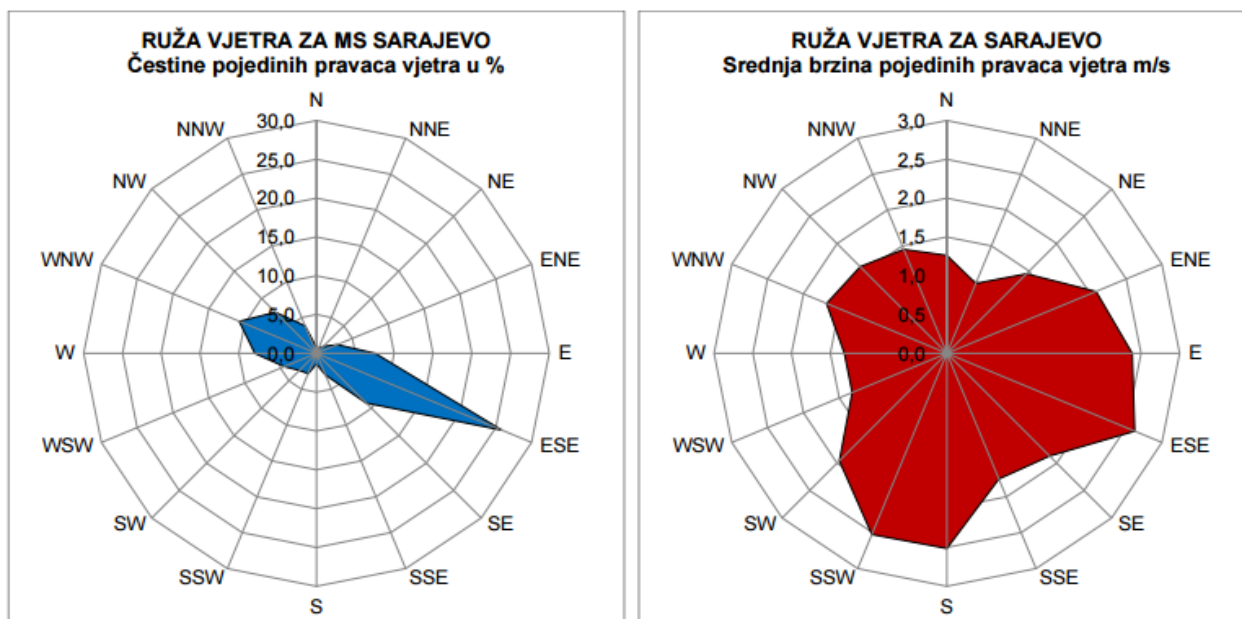 RUŽA VJETRA ZA MS SARAJEVO
Čestine pojedinih pravaca vjetra u %
N
NNE
NE
ENE
E
ESE
SE
SSE
S
SSW
SW
WSW
W
WNW
NW
NNW
30,0
25,0
20,0
15,0
10,0
5,0
0,0
RUŽA VJETRA ZA SARAJEVO
Srednja brzina pojedinih pravaca vjetra m/s
N
NNE
NE
ENE
E
ESE
SE
SSE
S
SSW
SW
WSW
W
WNW
NW
NNW
3,0
2,5
2,0
1,5
1,0
0,5
0,0